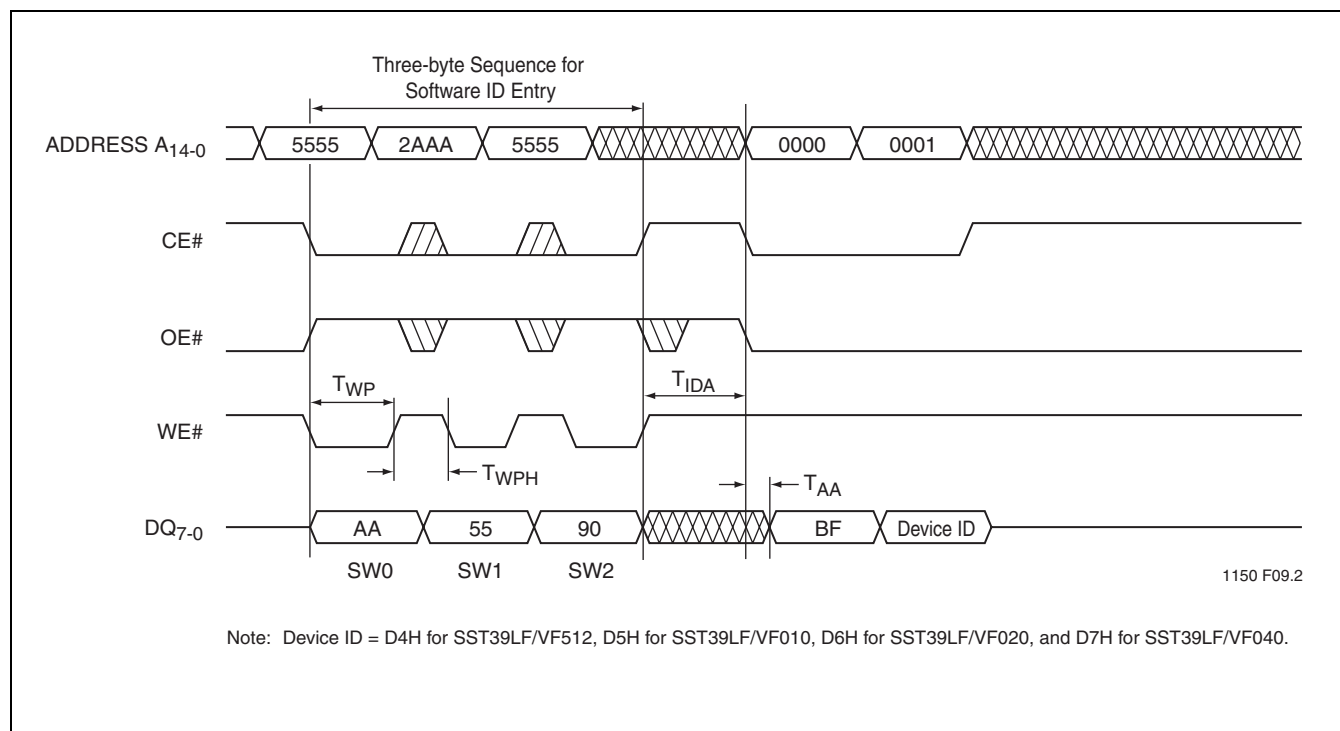 Three-byte Sequence for
Software ID Entry
ADDRESS A14-0
5555 2AAA 5555 0000 0001
CE#
OE#
TWP TIDA
WE#
TWPH TAA
DQ7-0
AA 55 90 BF Device ID
SW0 SW1 SW2
1150 F09.2
Note: Device ID = D4H for SST39LF/VF512, D5H for SST39LF/VF010, D6H for SST39LF/VF020, and D7H for SST39LF/VF040.